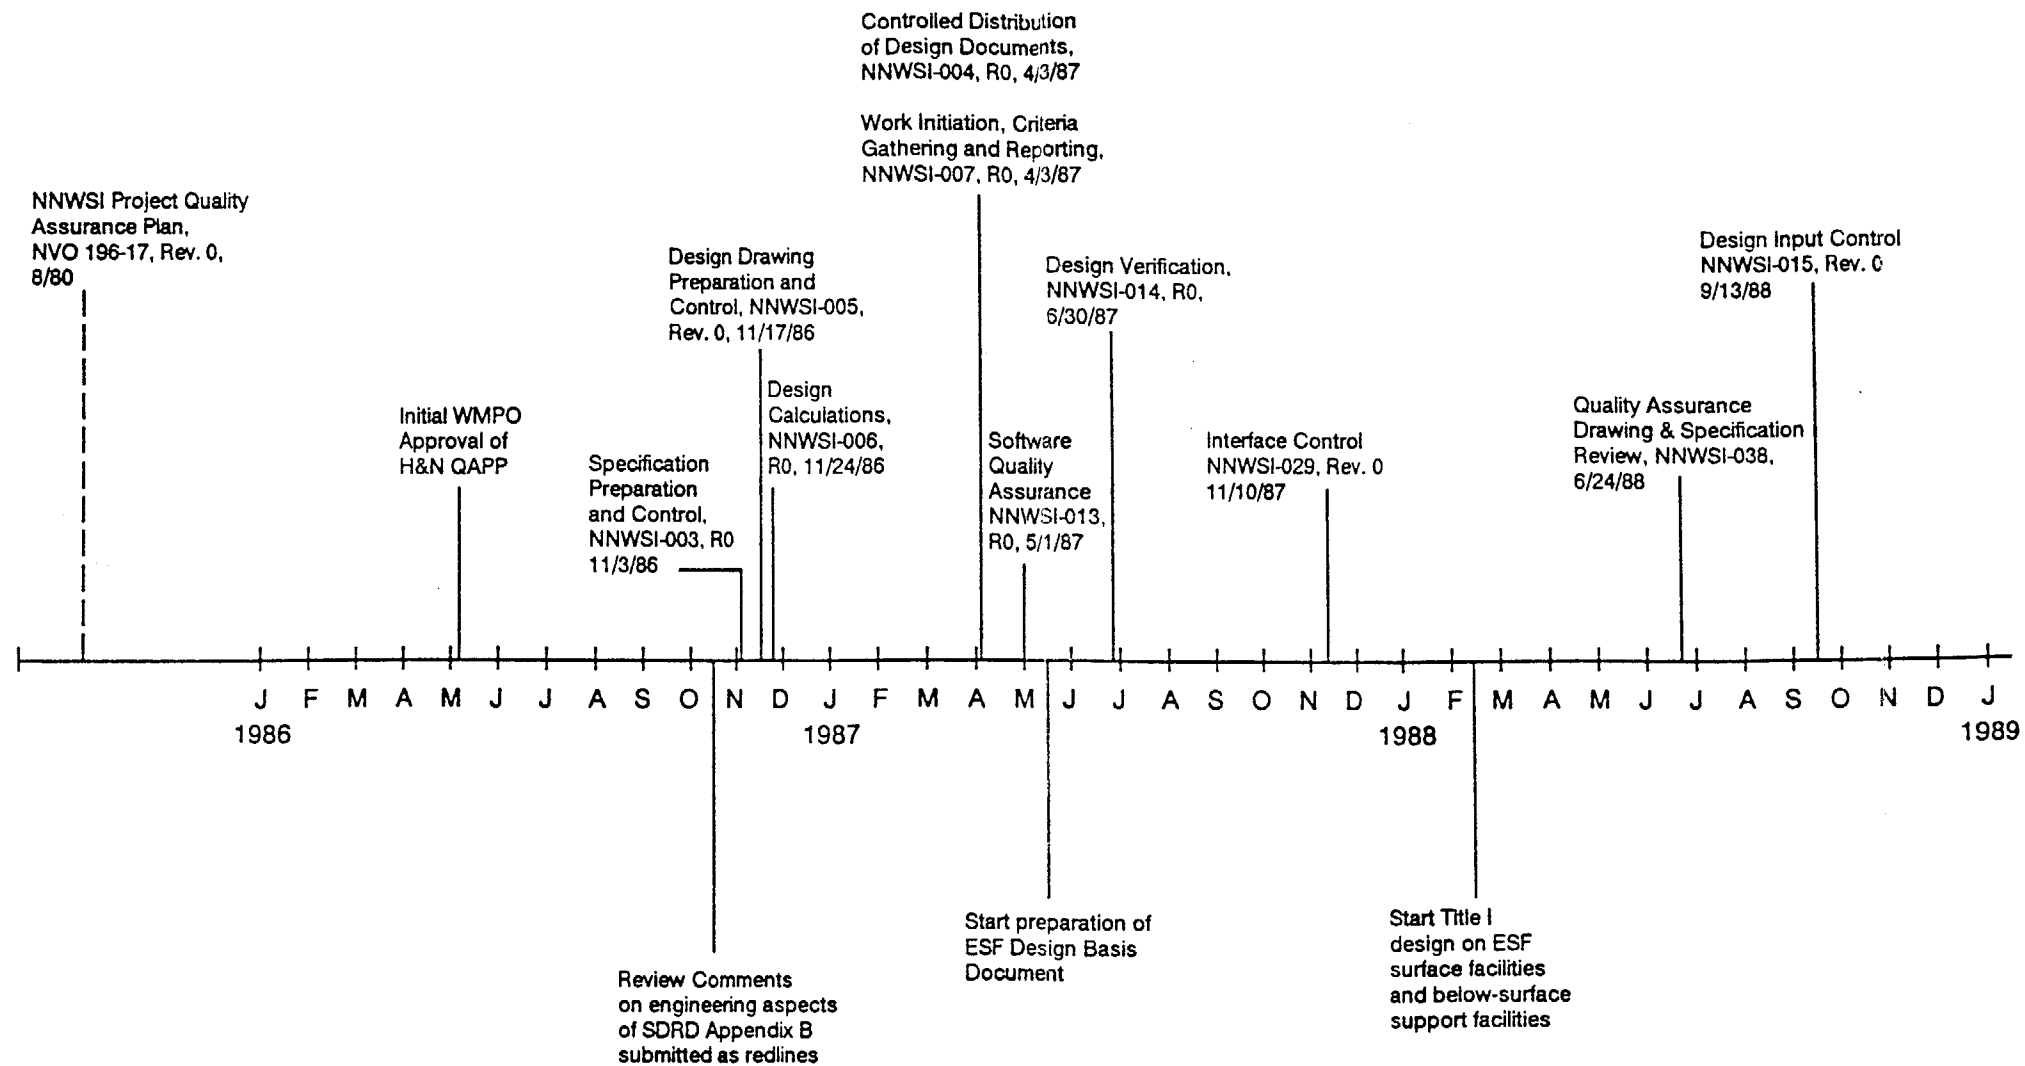 Controlled Distribution
of Design Documents,
NNWSI-004, R0, 4/3/87
Work Initiation, Criteria
Gathering and Reporting,
NNWSI-007, R0, 4/3/87
NNWSI Project Quality
Assurance Plan,
NVO 196-17, Rev. 0,
8/80
Initial WMPO
Approval of
H&N QAPP
Specification
Preparation
and Control,
NNWSI-003, R0
11/3/86
Design Drawing
Preparation and
Control, NNWSI-005,
Rev. 0, 11/17/86
Design
Calculations,
NNWSI-006,
R0, 11/24/86
Software
Quality
Assurance
NNWSI-013,
R0, 5/1/87
Design Verification,
NNWSI-014, R0,
6/30/87
Interface Control
NNWSI-029, Rev. 0
11/10/87
Quality Assurance
Drawing & Specification
Review, NNWSI-038,
6/24/88
Design Input Control
NNWSI-015, Rev. 0
9/13/88
J F M A M J J A S O N D J F M A M J J A S O N D J F M A M J J A S O N D J
1986 1987 1988 1989
Review Comments
on engineering aspects
of SDRD Appendix B
submitted as redlines
Start preparation of
ESF Design Basis
Document
Start Title I
design on ESF
surface facilities
and below-surface
support facilities